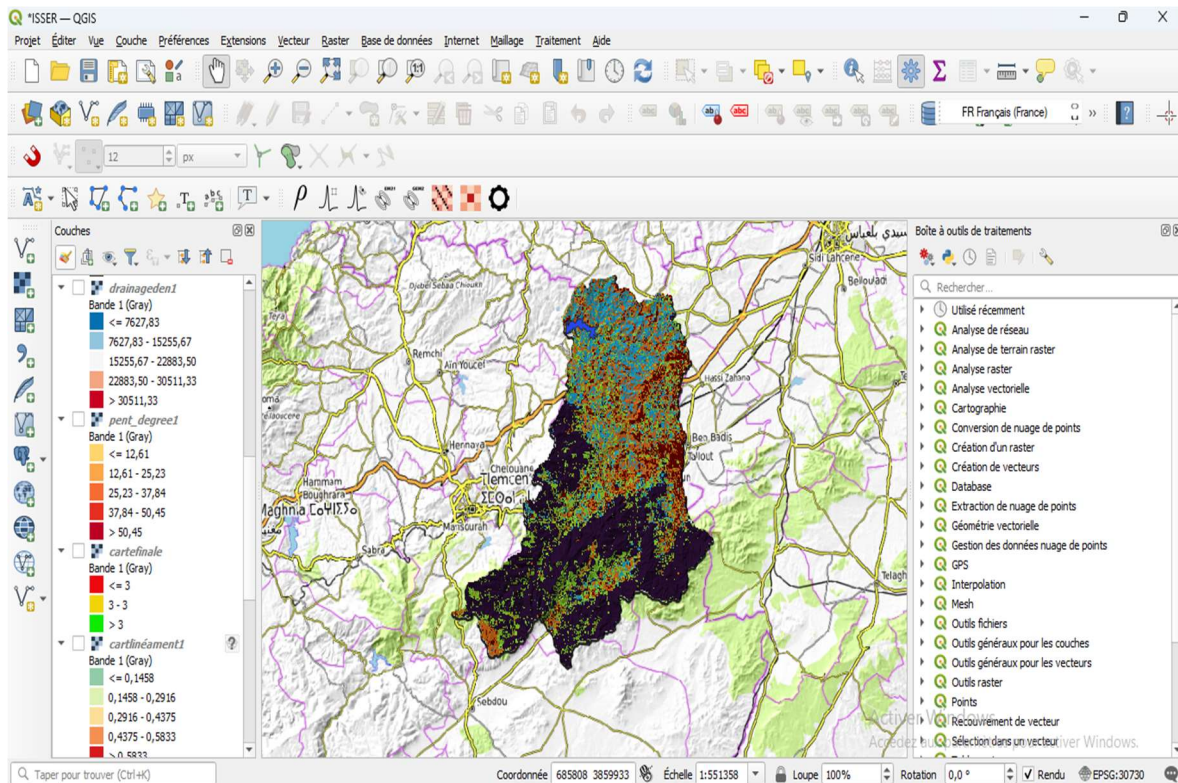 *ISSER — QGIS
Projet Éditer Vue Couche Préférences Extensions Vecteur Raster Base de données Internet Maillage Traitement Aide
FR Français (France)
12 px
Couches
drainageden1
Bande 1 (Gray)
<= 7627,83
7627,83 - 15255,67
15255,67 - 22883,50
22883,50 - 30511,33
> 30511,33
pent_degree1
Bande 1 (Gray)
<= 12,61
12,61 - 25,23
25,23 - 37,84
37,84 - 50,45
> 50,45
cartefinale
Bande 1 (Gray)
<= 3
3 - 3
> 3
cartlinéament1 ?
Bande 1 (Gray)
<= 0,1458
0,1458 - 0,2916
0,2916 - 0,4375
0,4375 - 0,5833
> 0,5833
سيدي بلعباس
Sidi Lahcene
Bellouladi
Djebel Sebaa Chioukh
Remchi
Aïn Youcef
Hassi Zahana
Hennaya
Ben Badis
Chelouane
Tlemcen
Hammam
Boughrara
Maghnia
Mansourah
Sabra
Telagh
Sebdou
Boîte à outils de traitements
Rechercher...
Utilisé récemment
Analyse de réseau
Analyse de terrain raster
Analyse raster
Analyse vectorielle
Cartographie
Conversion de nuage de points
Création d'un raster
Création de vecteurs
Database
Extraction de nuage de points
Géométrie vectorielle
Gestion des données nuage de points
GPS
Interpolation
Mesh
Outils fichiers
Outils généraux pour les couches
Outils généraux pour les vecteurs
Outils raster
Points
Recouvrement de vecteur
Sélection dans un vecteur
Activer Windows
Taper pour trouver (Ctrl+K) Coordonnée 685808 3859933 Échelle 1:551358 Loupe 100% Rotation 0,0 ° Rendu EPSG:30730